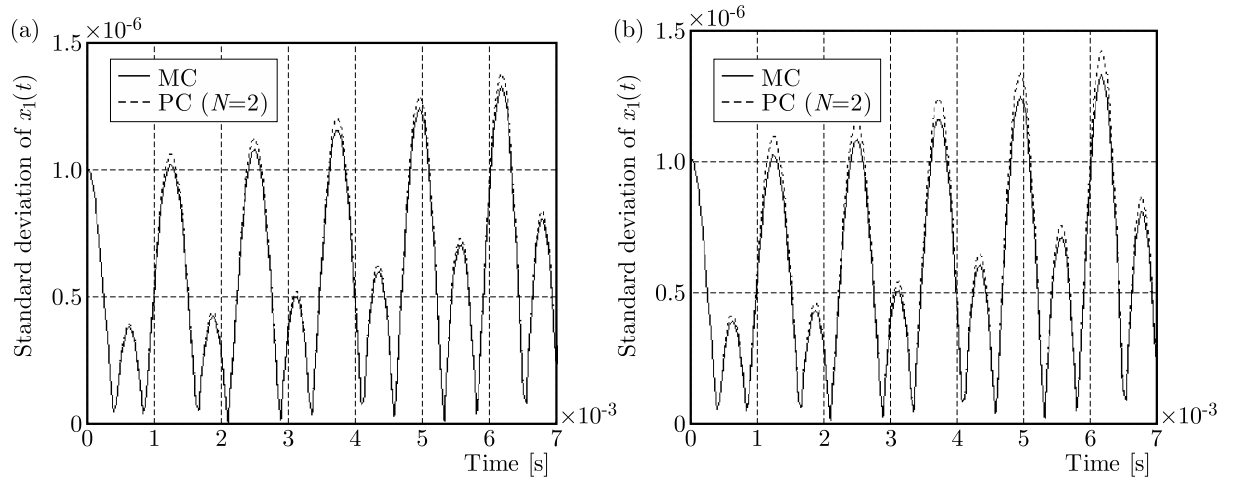 (a)
×10-6
1.5
1.0
0.5
0
Standard deviation of x1(t)
MC
PC (N=2)
0 1 2 3 4 5 6 7
×10-3
Time [s]
(b)
×10-6
1.5
1.0
0.5
0
Standard deviation of x1(t)
MC
PC (N=2)
0 1 2 3 4 5 6 7
×10-3
Time [s]